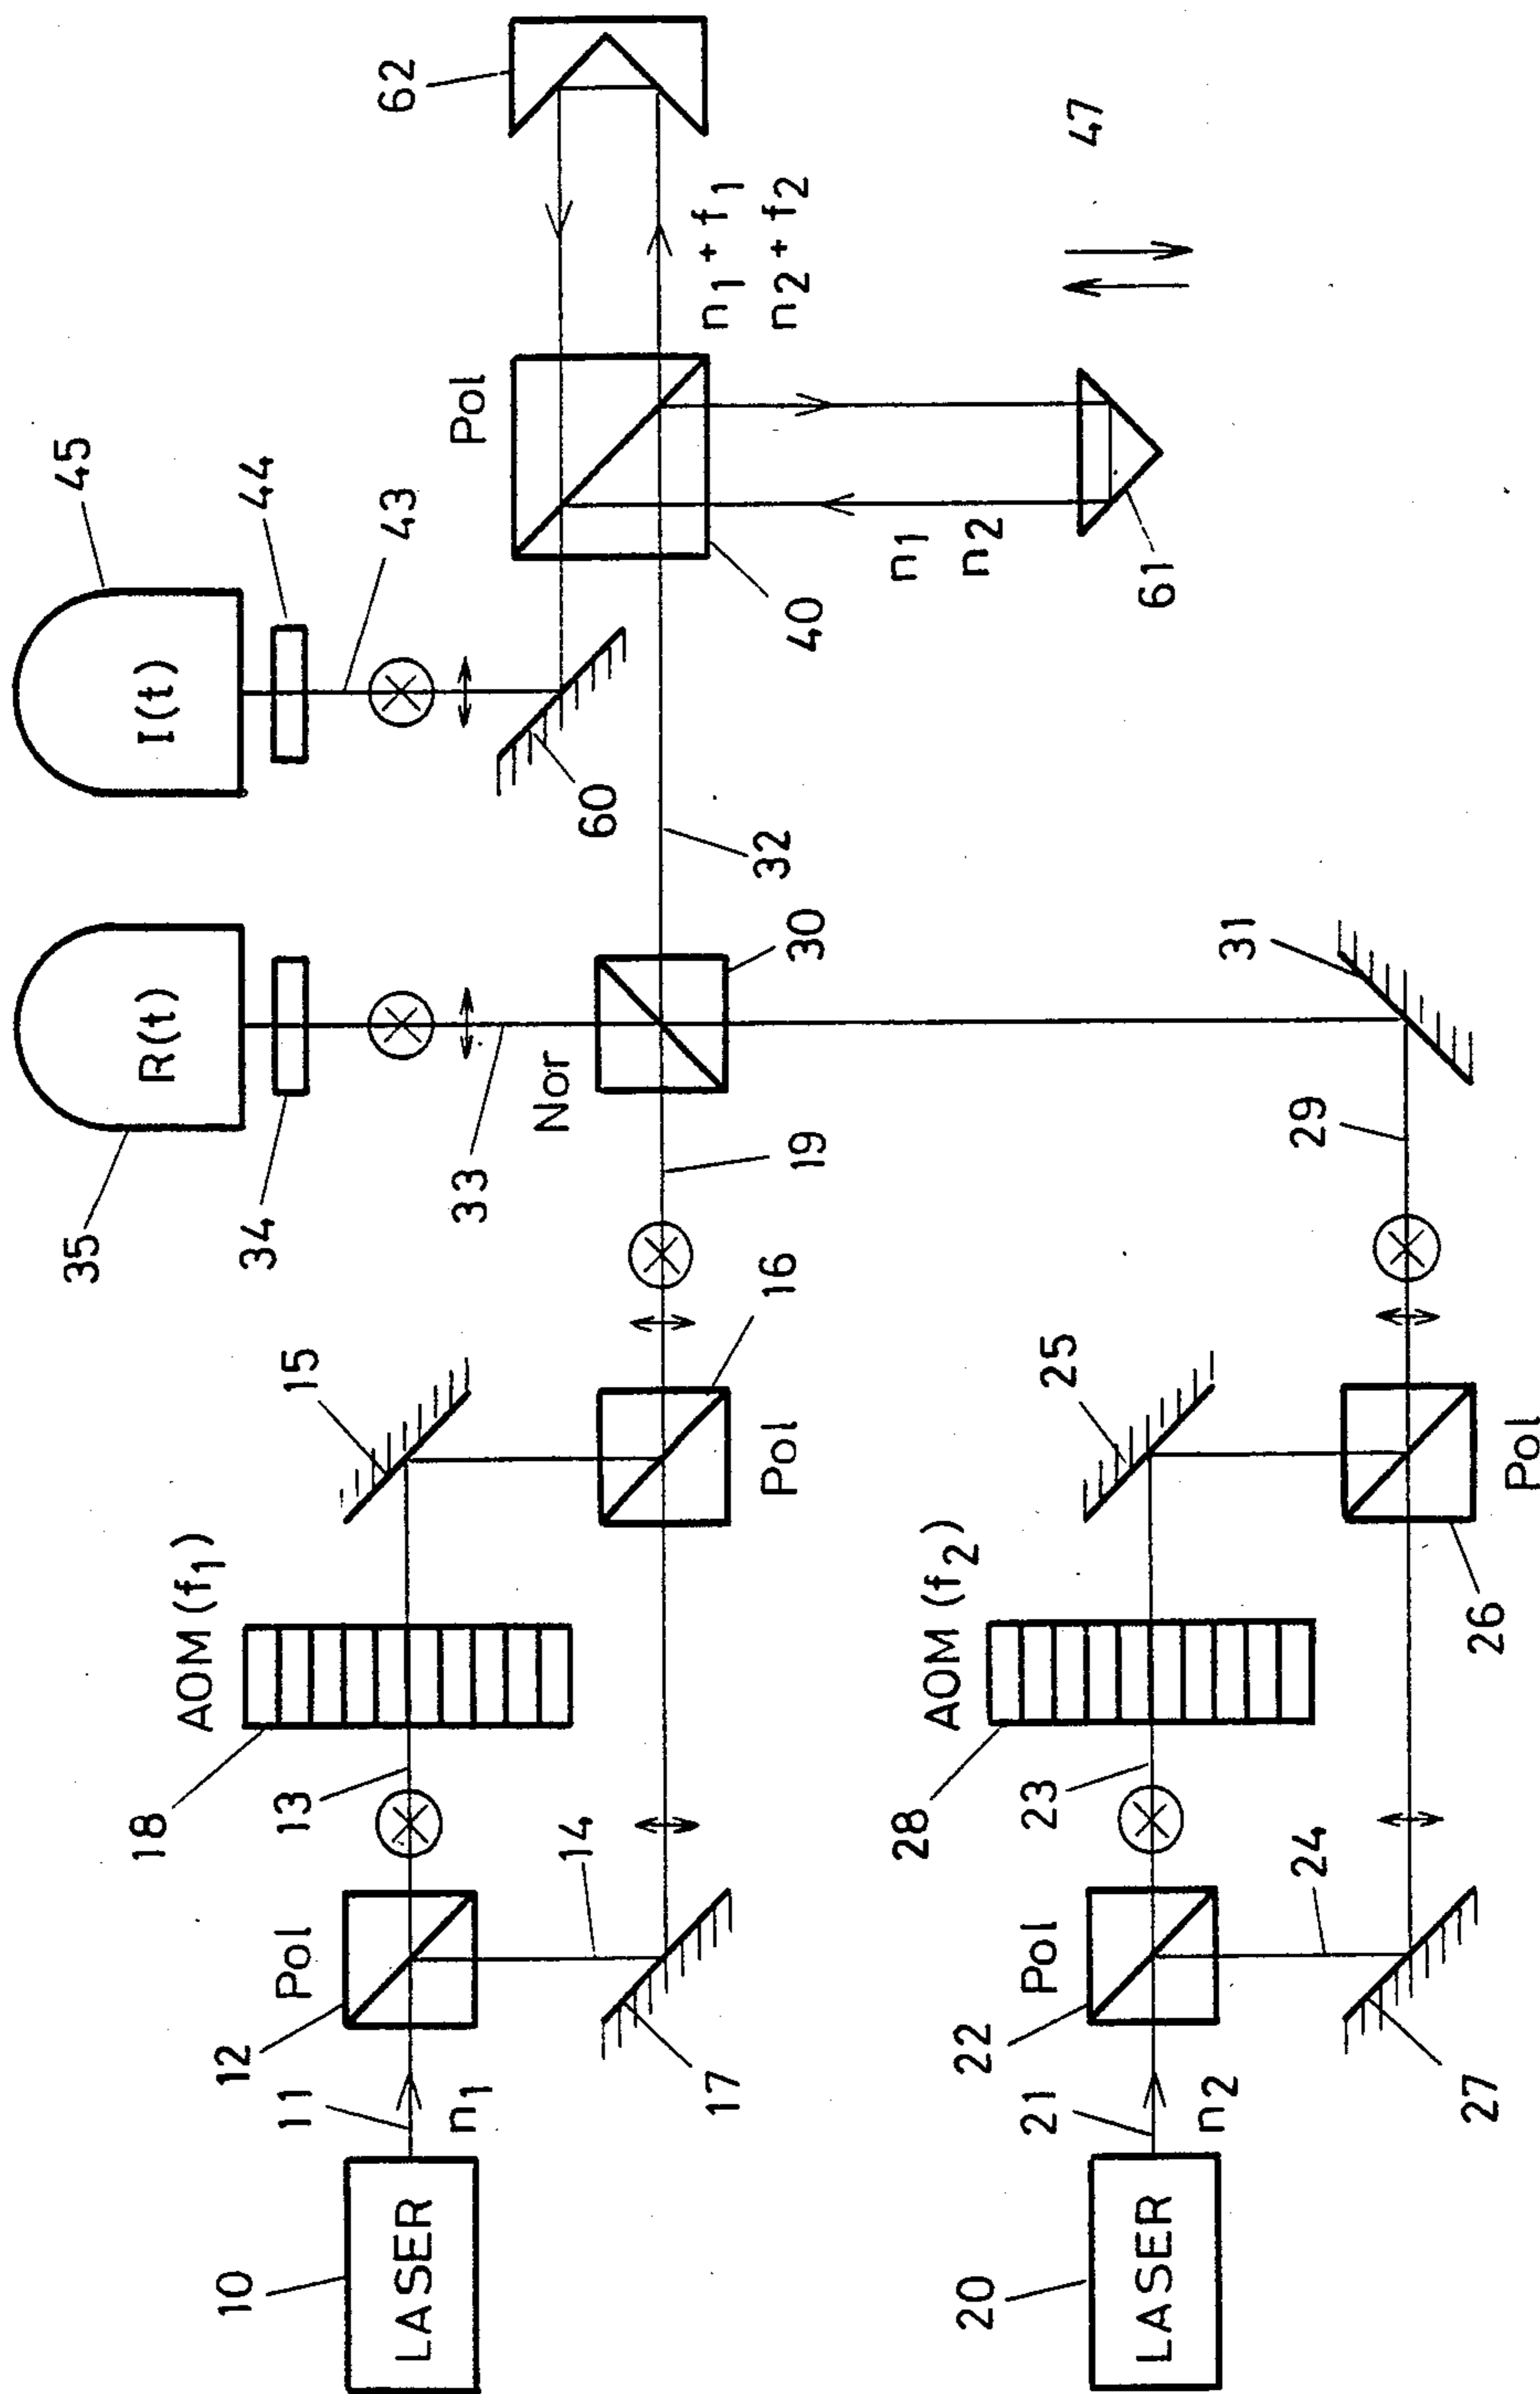 10
LASER
11
n1
12
Pol
13
14
17
18
AOM (f1)
15
16
Pol
19
Nor
30
33
34
35
R(t)
32
60
43
44
45
I(t)
40
Pol
n1 + f1
n2 + f2
62
n1
n2
61
47
20
LASER
21
n2
22
Pol
23
24
27
28
AOM (f2)
25
26
Pol
29
31